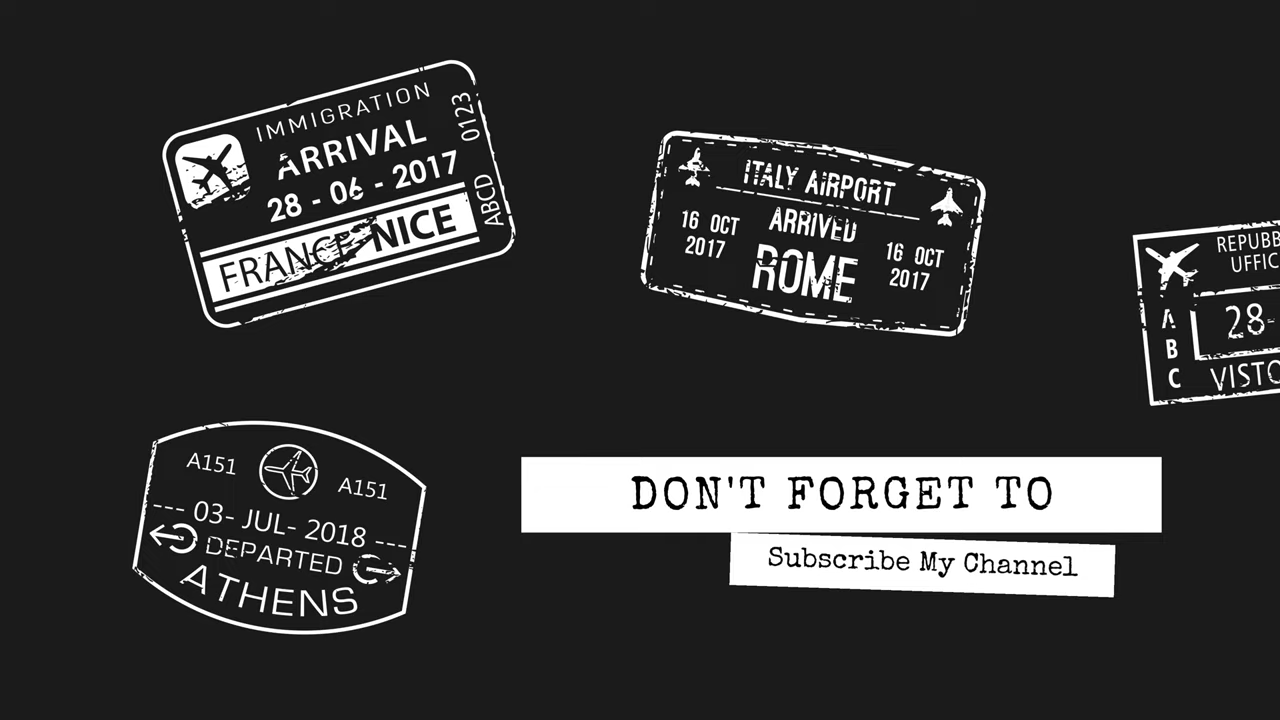 IMMIGRATION
ARRIVAL
28 - 06 - 2017
FRANCE NICE
0123
ABCD
ITALY AIRPORT
ARRIVED
ROME
16 OCT
2017
16 OCT
2017
28-
A
B
C
A151
A151
--- 03- JUL- 2018 ---
DEPARTED
ATHENS
DON'T FORGET TO
Subscribe My Channel